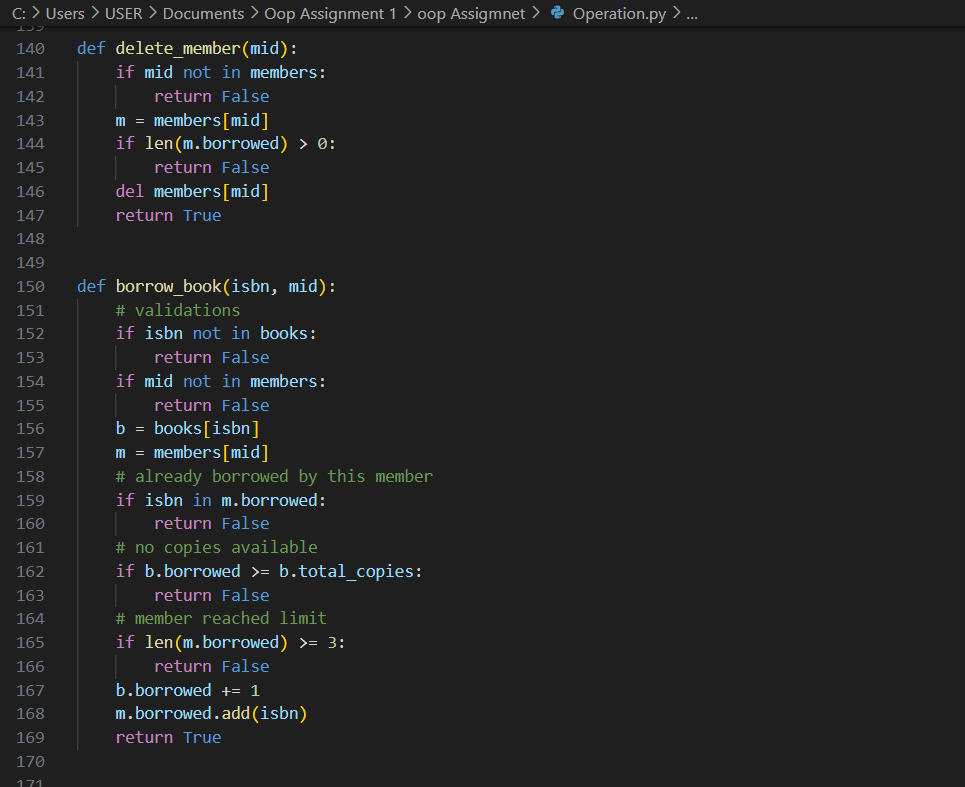 C: > Users > USER > Documents > Oop Assignment 1 > oop Assigmnet > Operation.py > ...
139
140 def delete_member(mid):
141     if mid not in members:
142         return False
143     m = members[mid]
144     if len(m.borrowed) > 0:
145         return False
146     del members[mid]
147     return True
148
149
150 def borrow_book(isbn, mid):
151     # validations
152     if isbn not in books:
153         return False
154     if mid not in members:
155         return False
156     b = books[isbn]
157     m = members[mid]
158     # already borrowed by this member
159     if isbn in m.borrowed:
160         return False
161     # no copies available
162     if b.borrowed >= b.total_copies:
163         return False
164     # member reached limit
165     if len(m.borrowed) >= 3:
166         return False
167     b.borrowed += 1
168     m.borrowed.add(isbn)
169     return True
170
171